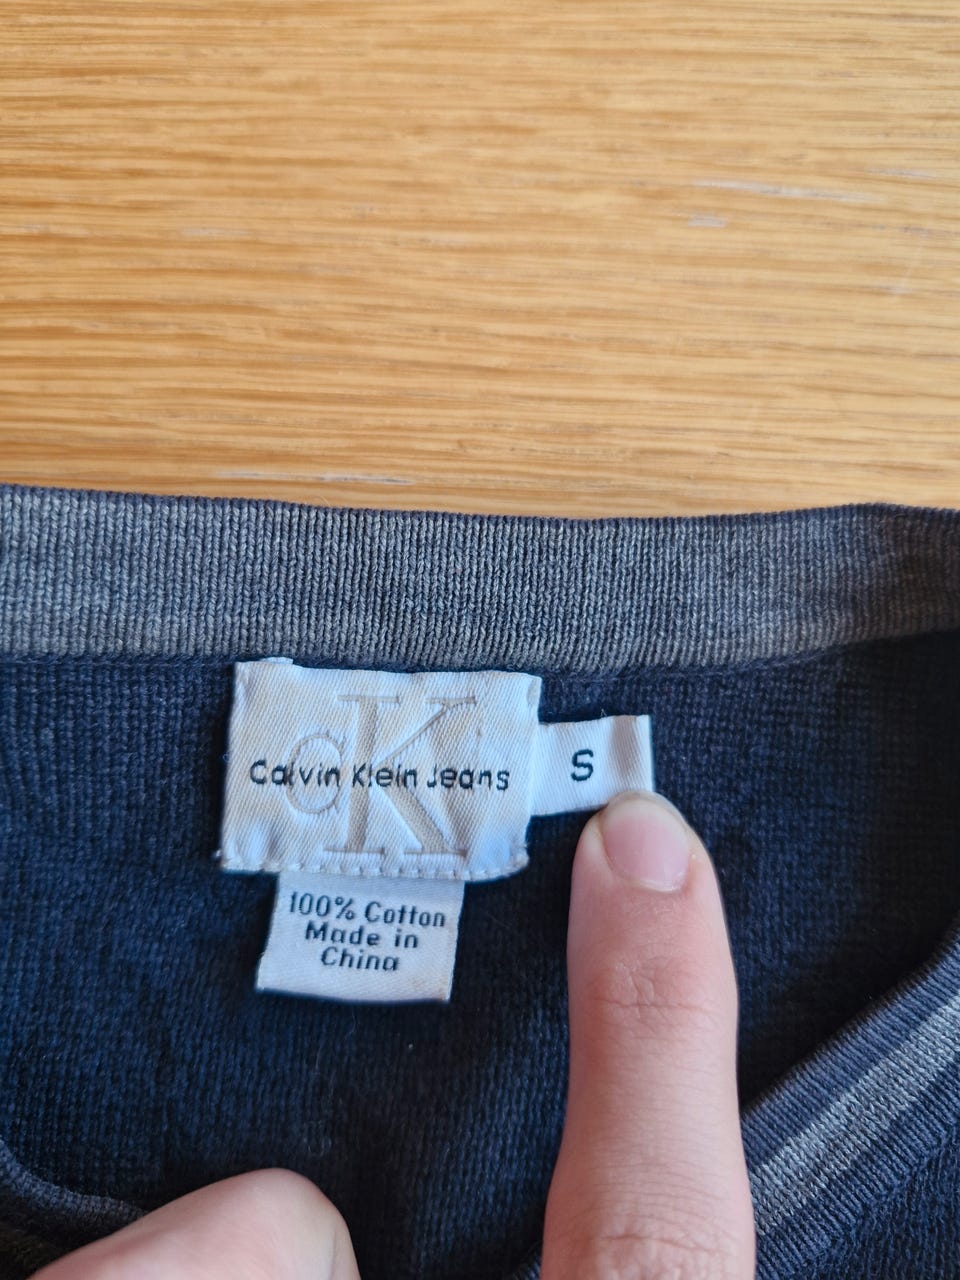 CK
Calvin Klein Jeans
S
100% Cotton
Made in
China